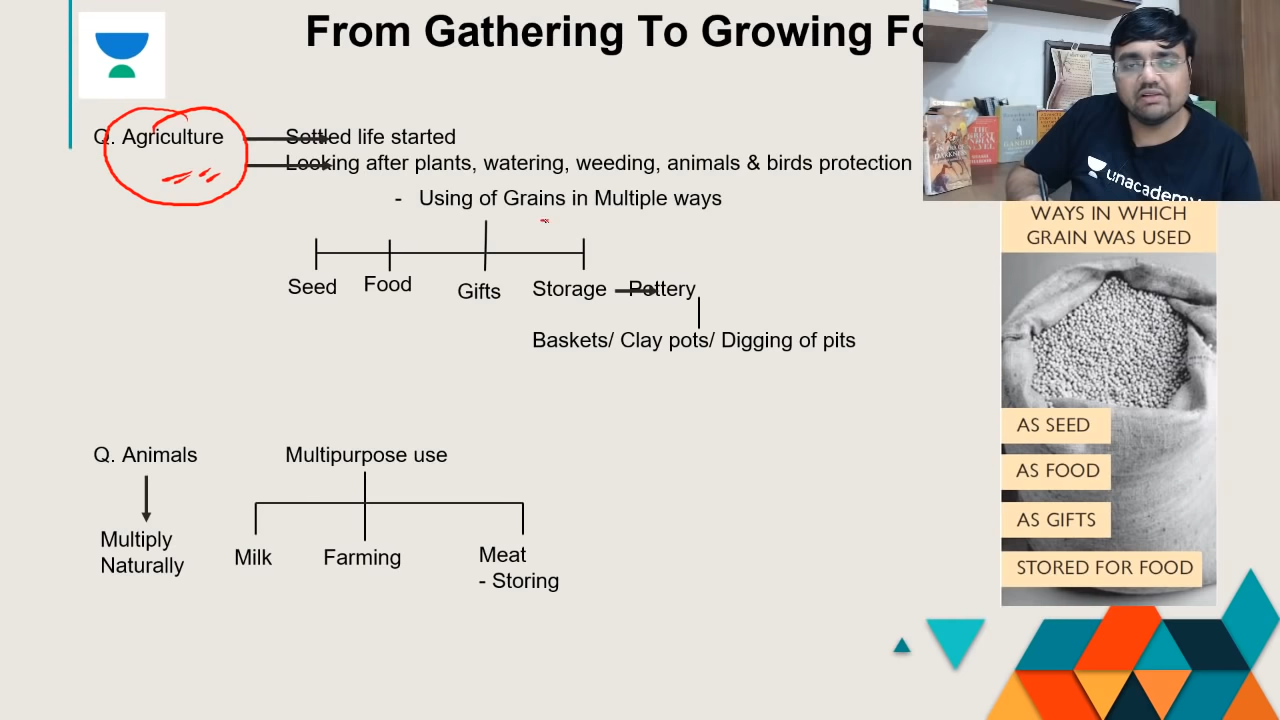 From Gathering To Growing Fo
Q. Agriculture
Settled life started
Looking after plants, watering, weeding, animals & birds protection
- Using of Grains in Multiple ways
Seed
Food
Gifts
Storage
Pottery
Baskets/ Clay pots/ Digging of pits
Q. Animals
Multipurpose use
Multiply
Naturally
Milk
Farming
Meat
- Storing
unacademy
WAYS IN WHICH
GRAIN WAS USED
AS SEED
AS FOOD
AS GIFTS
STORED FOR FOOD